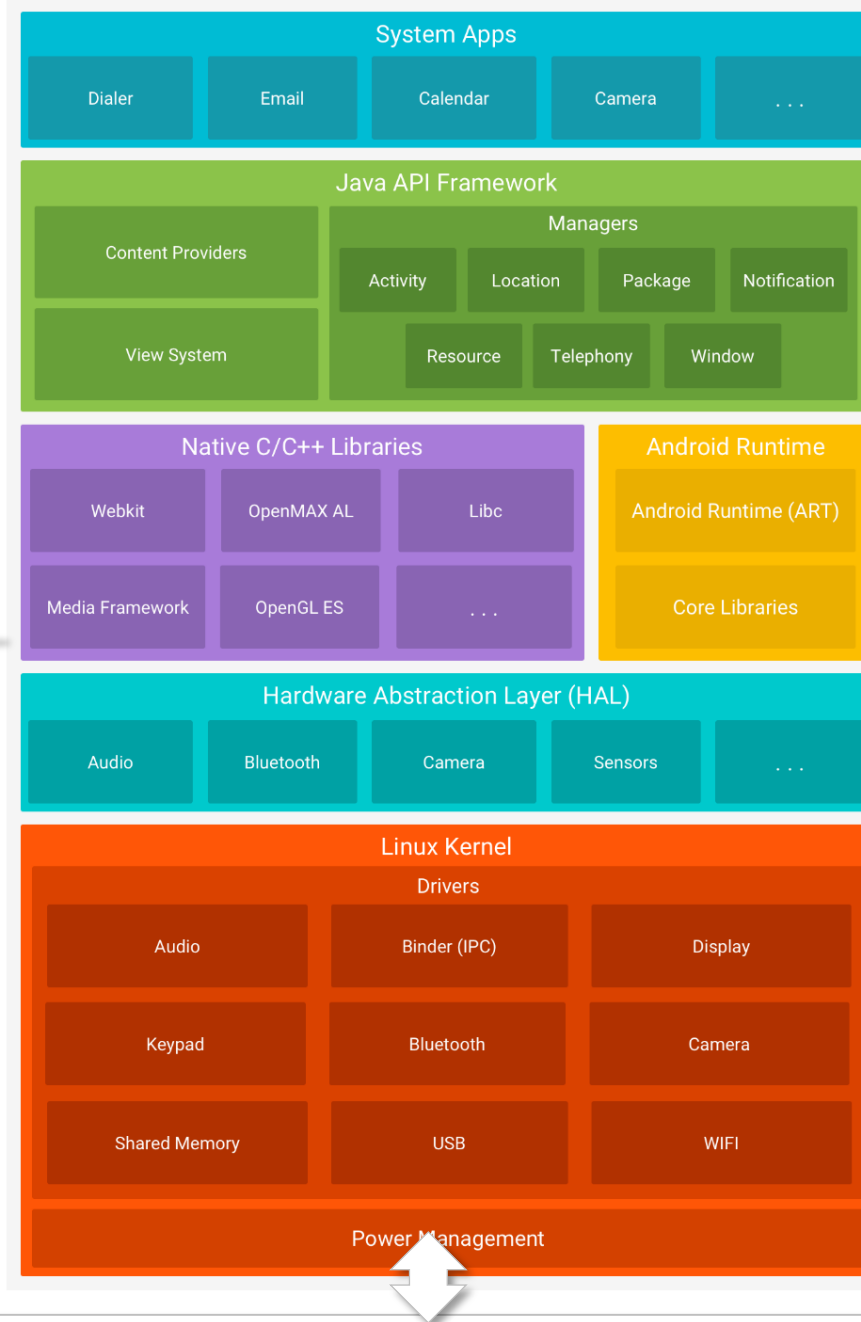 System Apps
Dialer
Email
Calendar
Camera
. . .
Java API Framework
Content Providers
View System
Managers
Activity
Location
Package
Notification
Resource
Telephony
Window
Native C/C++ Libraries
Webkit
OpenMAX AL
Libc
Media Framework
OpenGL ES
. . .
Android Runtime
Android Runtime (ART)
Core Libraries
Hardware Abstraction Layer (HAL)
Audio
Bluetooth
Camera
Sensors
. . .
Linux Kernel
Drivers
Audio
Binder (IPC)
Display
Keypad
Bluetooth
Camera
Shared Memory
USB
WIFI
Power Management